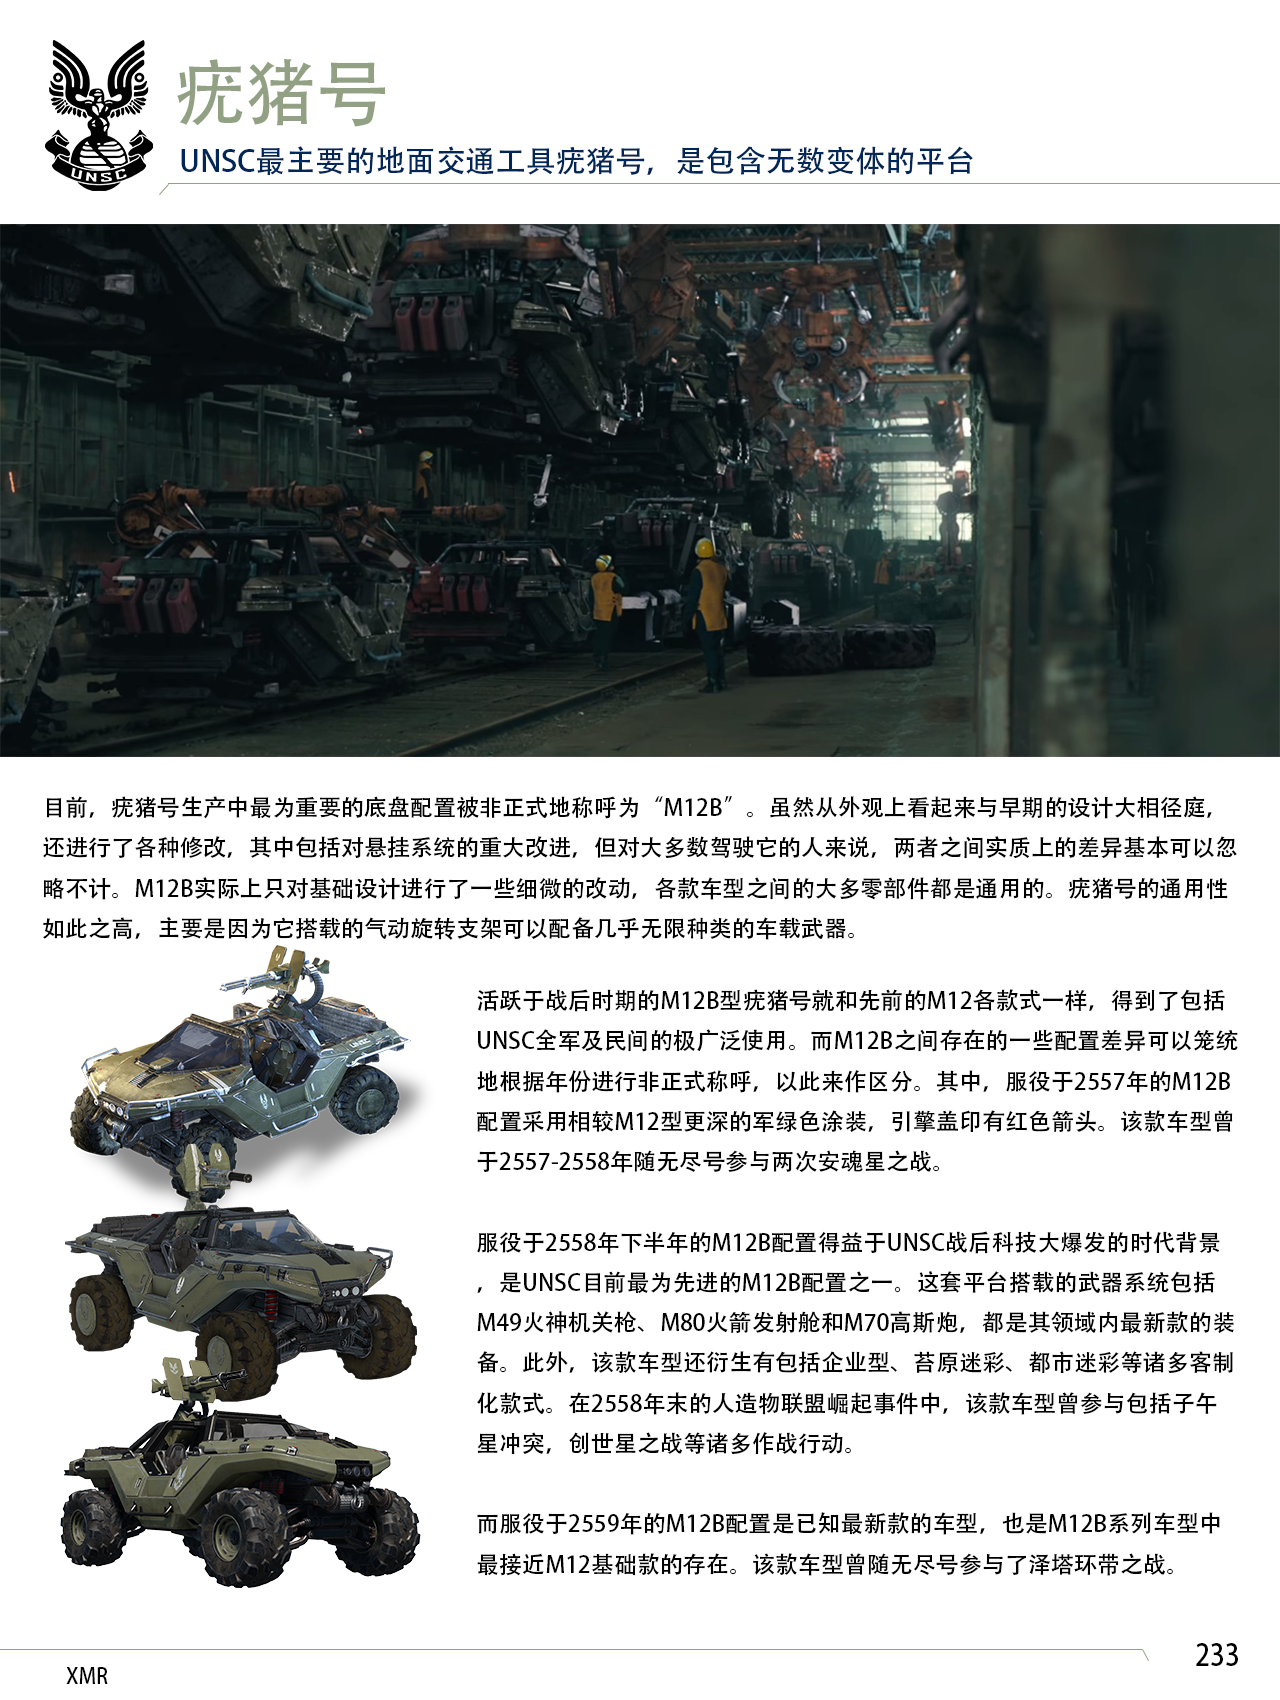 UNSC
疣猪号
UNSC最主要的地面交通工具疣猪号，是包含无数变体的平台
目前，疣猪号生产中最为重要的底盘配置被非正式地称呼为“M12B”。虽然从外观上看起来与早期的设计大相径庭，
还进行了各种修改，其中包括对悬挂系统的重大改进，但对大多数驾驶它的人来说，两者之间实质上的差异基本可以忽
略不计。M12B实际上只对基础设计进行了一些细微的改动，各款车型之间的大多零部件都是通用的。疣猪号的通用性
如此之高，主要是因为它搭载的气动旋转支架可以配备几乎无限种类的车载武器。
活跃于战后时期的M12B型疣猪号就和先前的M12各款式一样，得到了包括
UNSC全军及民间的极广泛使用。而M12B之间存在的一些配置差异可以笼统
地根据年份进行非正式称呼，以此来作区分。其中，服役于2557年的M12B
配置采用相较M12型更深的军绿色涂装，引擎盖印有红色箭头。该款车型曾
于2557-2558年随无尽号参与两次安魂星之战。
服役于2558年下半年的M12B配置得益于UNSC战后科技大爆发的时代背景
，是UNSC目前最为先进的M12B配置之一。这套平台搭载的武器系统包括
M49火神机关枪、M80火箭发射舱和M70高斯炮，都是其领域内最新款的装
备。此外，该款车型还衍生有包括企业型、苔原迷彩、都市迷彩等诸多客制
化款式。在2558年末的人造物联盟崛起事件中，该款车型曾参与包括子午
星冲突，创世星之战等诸多作战行动。
而服役于2559年的M12B配置是已知最新款的车型，也是M12B系列车型中
最接近M12基础款的存在。该款车型曾随无尽号参与了泽塔环带之战。
UNSC
233
XMR